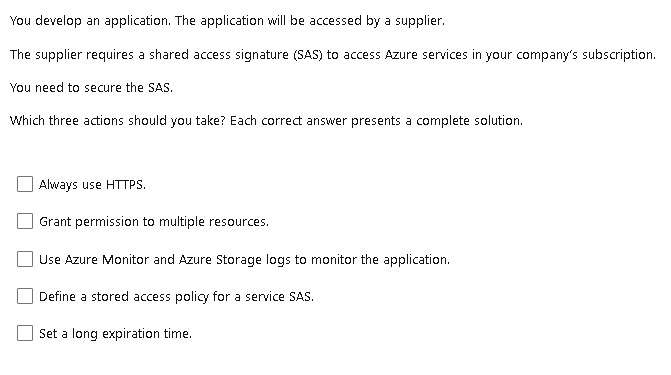 You develop an application. The application will be accessed by a supplier.
The supplier requires a shared access signature (SAS) to access Azure services in your company's subscription.
You need to secure the SAS.
Which three actions should you take? Each correct answer presents a complete solution.
Always use HTTPS.
Grant permission to multiple resources.
Use Azure Monitor and Azure Storage logs to monitor the application.
Define a stored access policy for a service SAS.
Set a long expiration time.